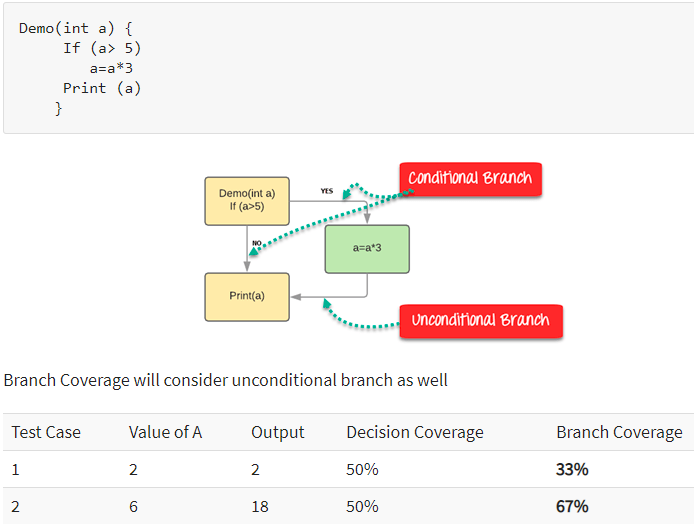 Demo(int a) {
If (a> 5)
a=a*3
Print (a)
}
Demo(int a)
If (a>5)
YES
Conditional Branch
NO
a=a*3
Print(a)
Unconditional Branch
Branch Coverage will consider unconditional branch as well
Test Case Value of A Output Decision Coverage Branch Coverage
1 2 2 50% 33%
2 6 18 50% 67%